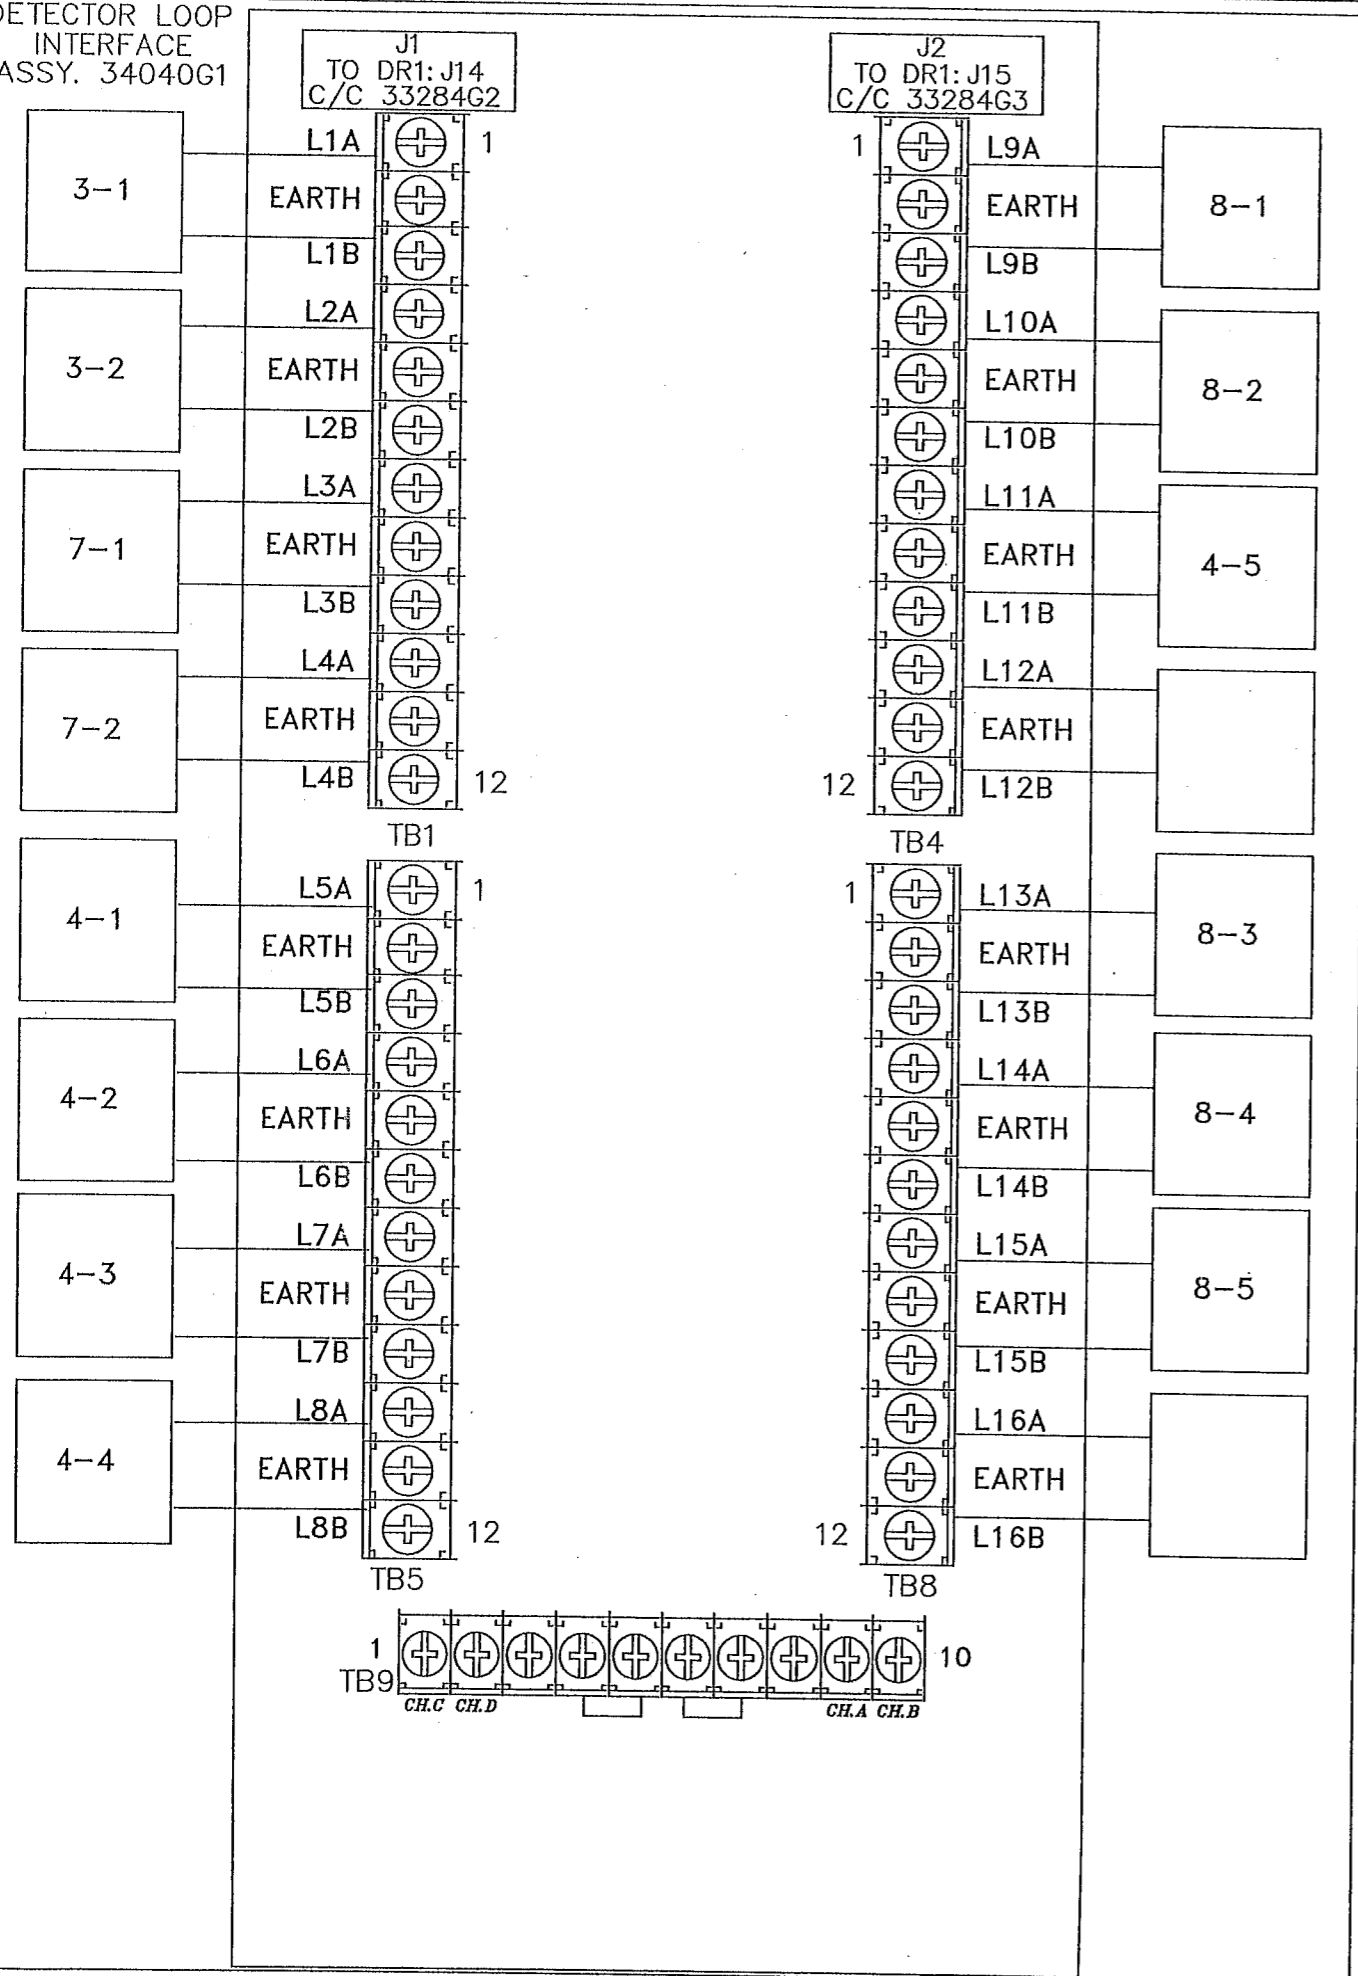 DETECTOR LOOP
INTERFACE
ASSY. 34040G1
J1
TO DR1:J14
C/C 33284G2
J2
TO DR1:J15
C/C 33284G3
3-1
L1A
1
EARTH
L1B
3-2
L2A
EARTH
L2B
7-1
L3A
EARTH
L3B
7-2
L4A
EARTH
L4B
12
TB1
4-1
L5A
1
EARTH
L5B
4-2
L6A
EARTH
L6B
4-3
L7A
EARTH
L7B
4-4
L8A
EARTH
L8B
12
TB5
1
L9A
EARTH
8-1
L9B
L10A
EARTH
8-2
L10B
L11A
EARTH
4-5
L11B
L12A
EARTH
12
L12B
TB4
1
L13A
EARTH
8-3
L13B
L14A
EARTH
8-4
L14B
L15A
EARTH
8-5
L15B
L16A
EARTH
12
L16B
TB8
1
TB9
10
CH.C CH.D
CH.A CH.B